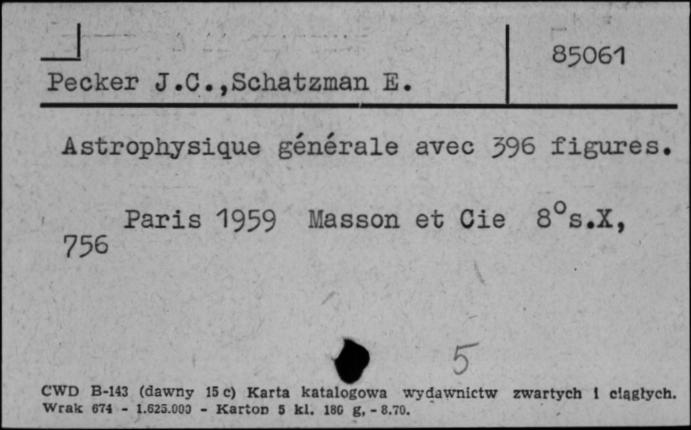 85061
Pecker J.C.,Schatzman E.
Astrophysique générale avec 396 figures.
Paris 1959 Masson et Cie 8°s.X,
756
5
CWD B-143 (dawny 15 c) Karta katalogowa wydawnictw zwartych i ciągłych.
Wrak 674 - 1.625.000 - Karton 5 kl. 180 g, - 8.70.